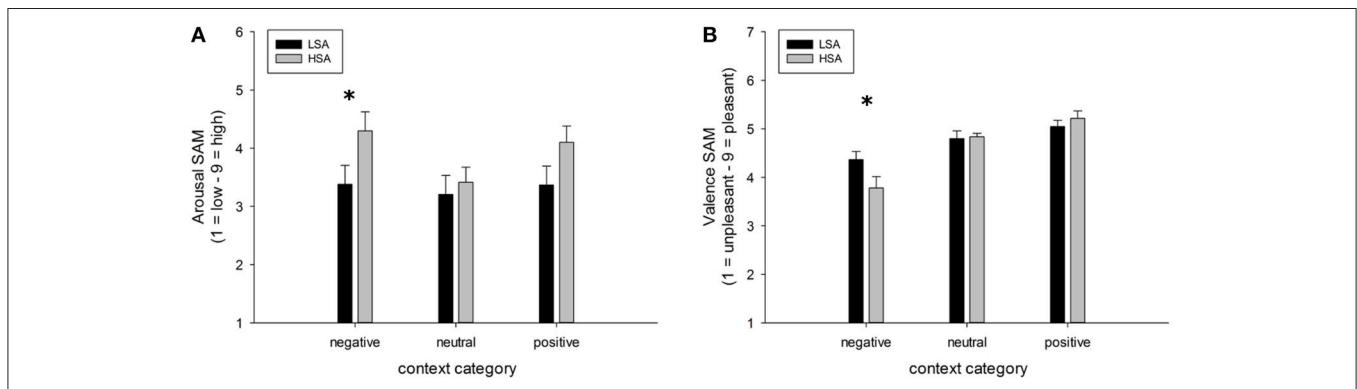 A
LSA
HSA
*
6
5
4
3
2
1
Arousal SAM
(1 = low - 9 = high)
negative
neutral
positive
context category
B
LSA
HSA
*
7
6
5
4
3
2
1
Valence SAM
(1 = unpleasant - 9 = pleasant)
negative
neutral
positive
context category